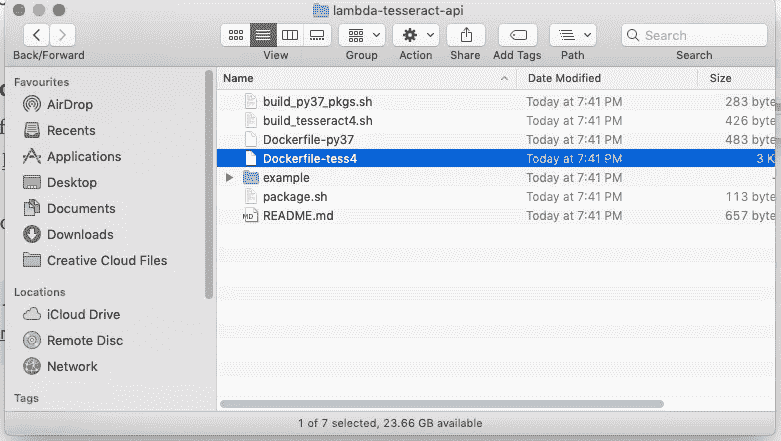 lambda-tesseract-api
Back/Forward View Group Action Share Add Tags Path Search
Search
Favourites
AirDrop
Recents
Applications
Desktop
Documents
Downloads
Creative Cloud Files
Locations
iCloud Drive
Remote Disc
Network
Tags
Name Date Modified Size
build_py37_pkgs.sh Today at 7:41 PM 283 byte
build_tesseract4.sh Today at 7:41 PM 426 byte
Dockerfile-py37 Today at 7:41 PM 483 byte
Dockerfile-tess4 Today at 7:41 PM 3 K
example Today at 7:41 PM
package.sh Today at 7:41 PM 113 byte
README.md Today at 7:41 PM 657 byte
1 of 7 selected, 23.66 GB available